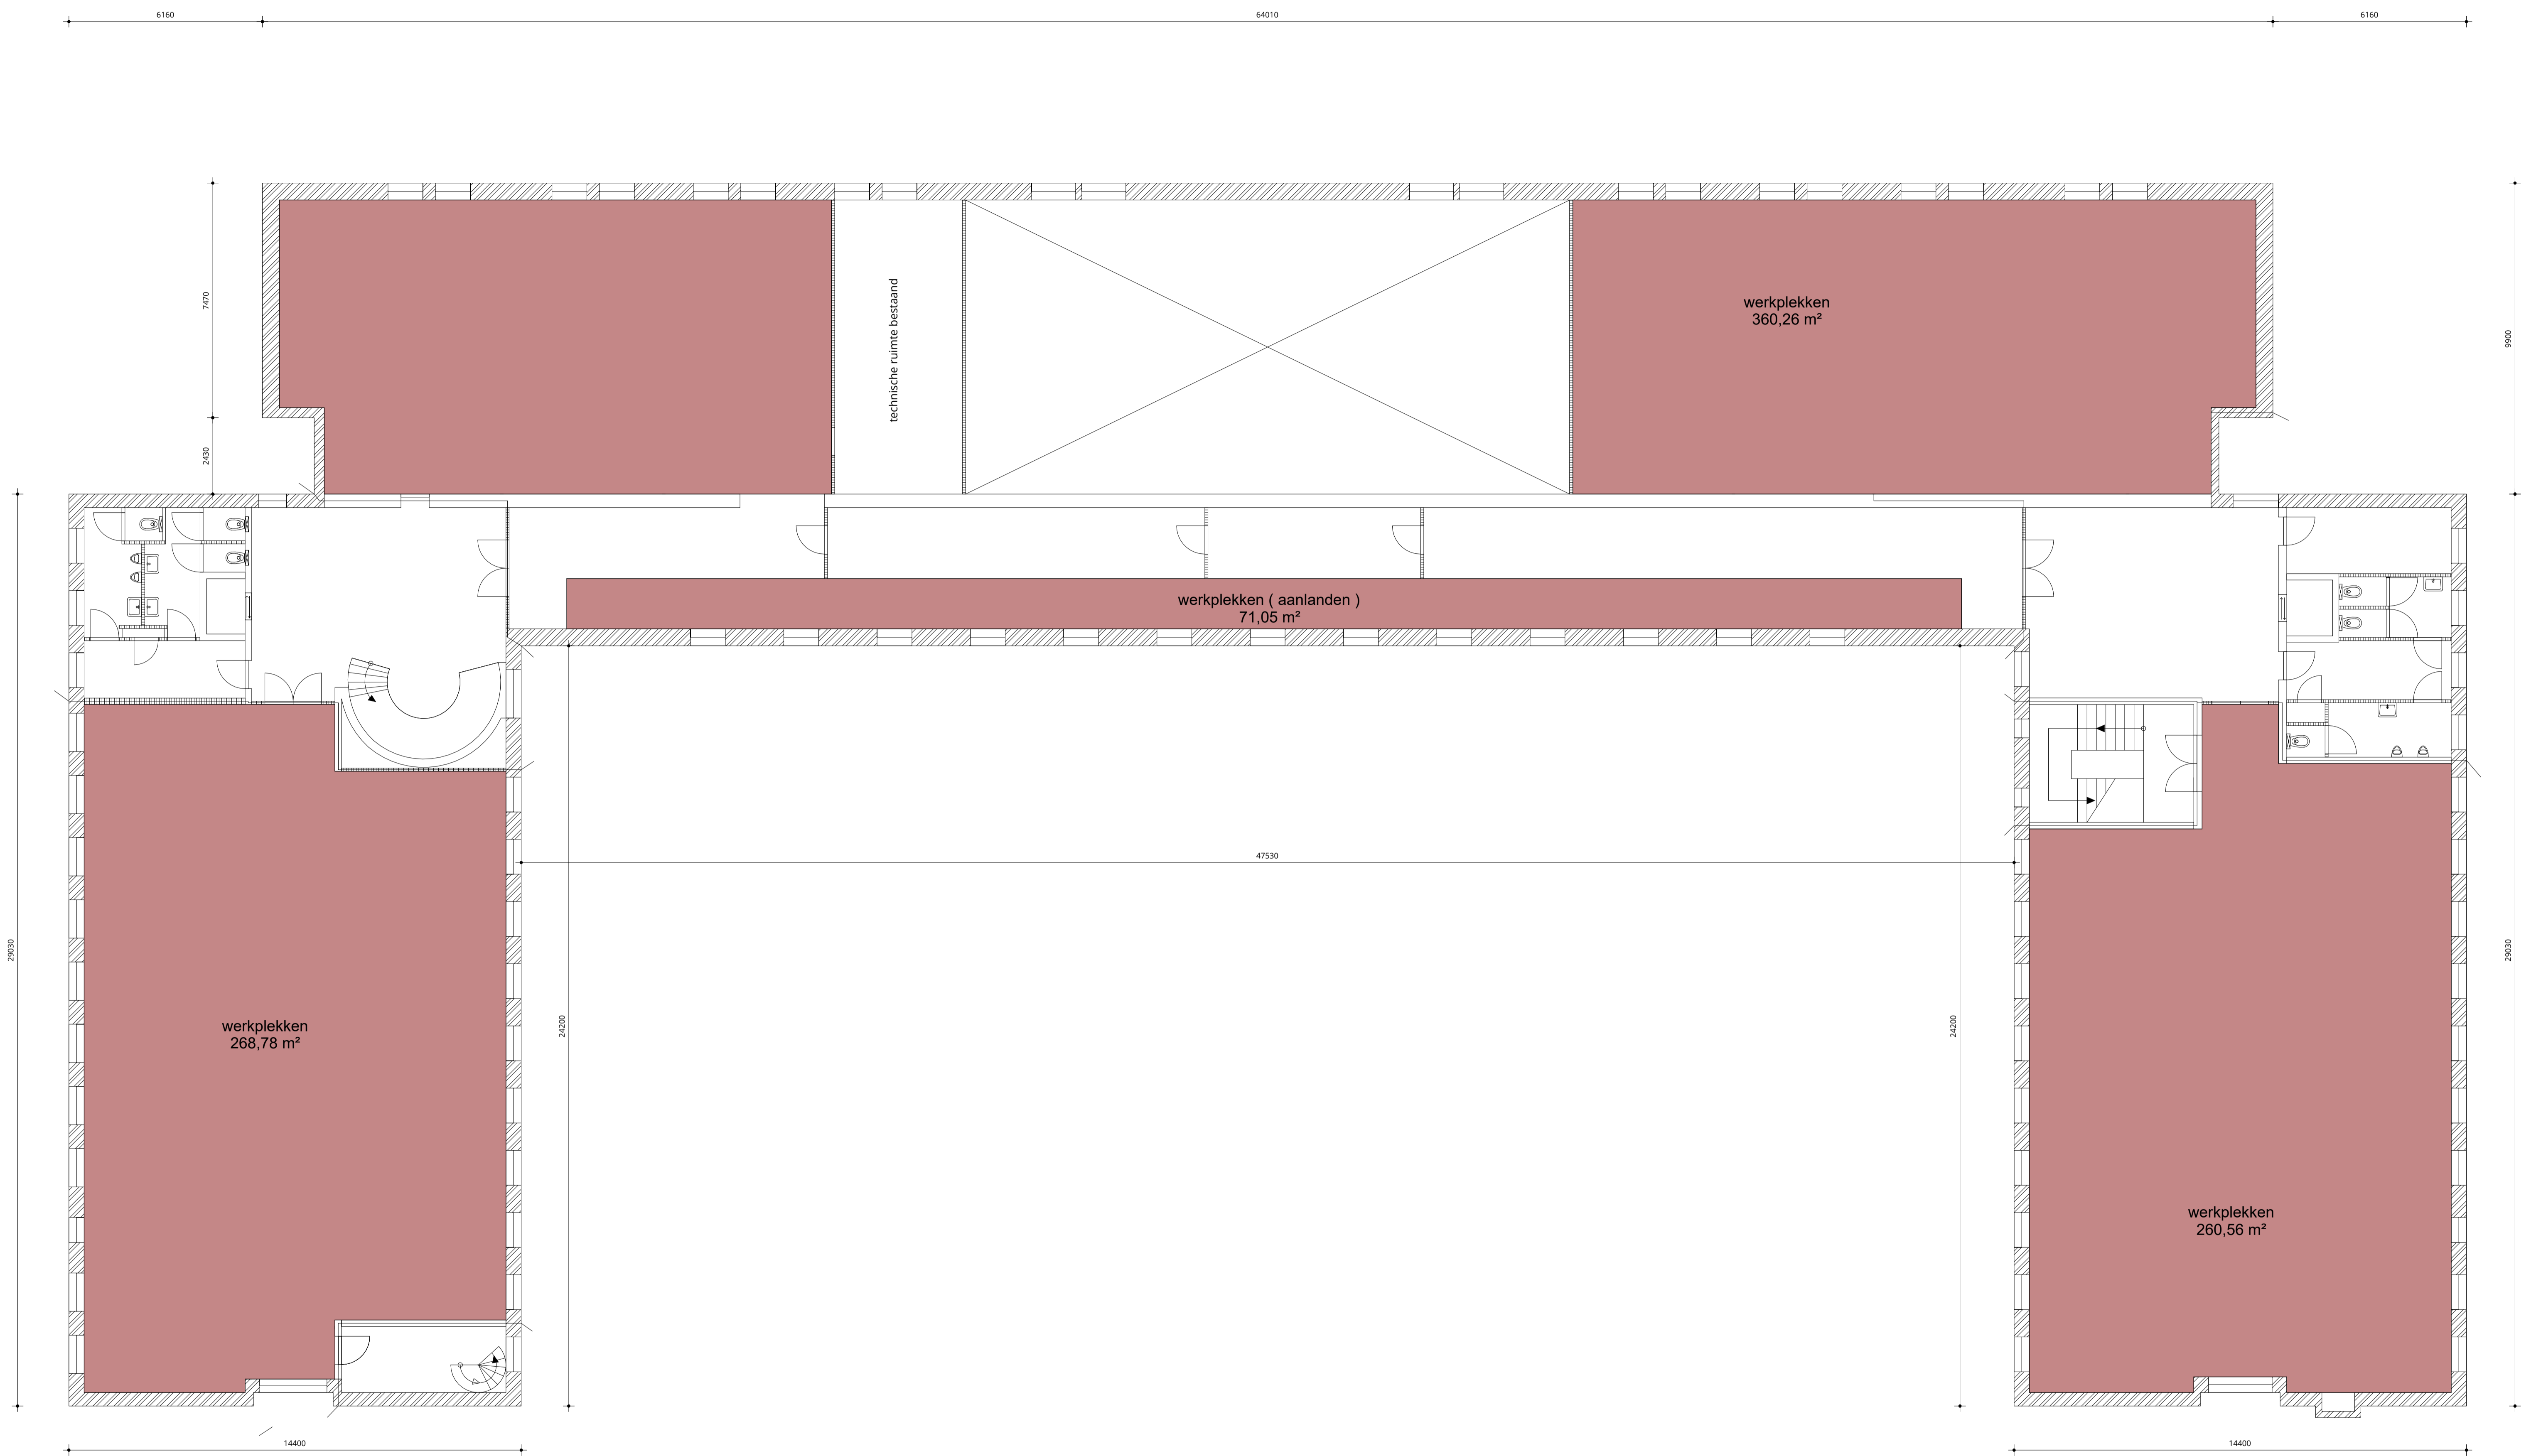 6160
64010
6160
7470
technische ruimte bestaand
werkplekken
360,26 m²
9900
2430
werkplekken ( aanlanden )
71,05 m²
47530
29030
29030
werkplekken
268,78 m²
24200
24200
werkplekken
260,56 m²
14400
14400